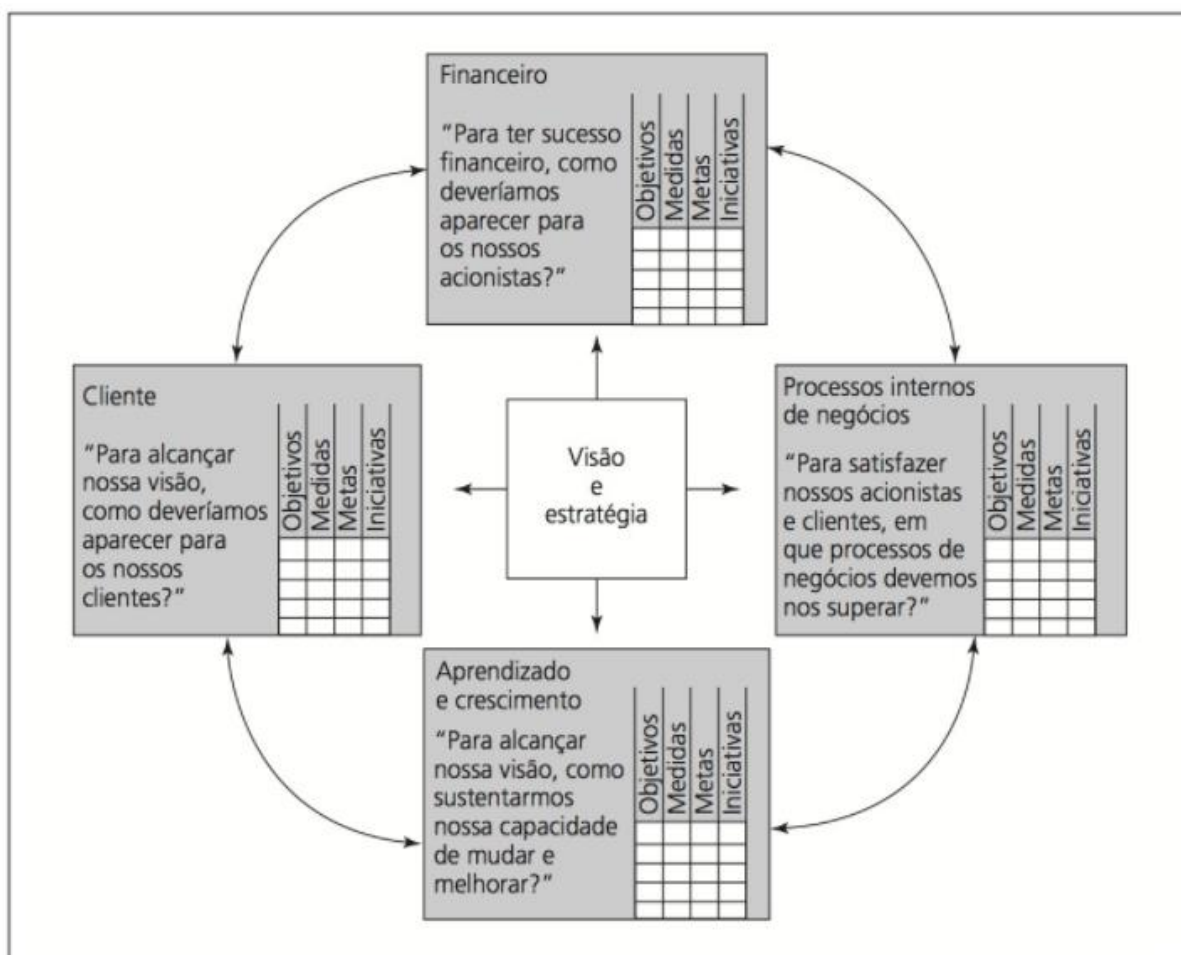 Financeiro
“Para ter sucesso
financeiro, como
deveríamos
aparecer para
os nossos
acionistas?”
Objetivos
Medidas
Metas
Iniciativas
Cliente
“Para alcançar
nossa visão,
como deveríamos
aparecer para
os nossos
clientes?”
Objetivos
Medidas
Metas
Iniciativas
Visão
e
estratégia
Processos internos
de negócios
“Para satisfazer
nossos acionistas
e clientes, em
que processos de
negócios devemos
nos superar?”
Objetivos
Medidas
Metas
Iniciativas
Aprendizado
e crescimento
“Para alcançar
nossa visão, como
sustentarmos
nossa capacidade
de mudar e
melhorar?”
Objetivos
Medidas
Metas
Iniciativas